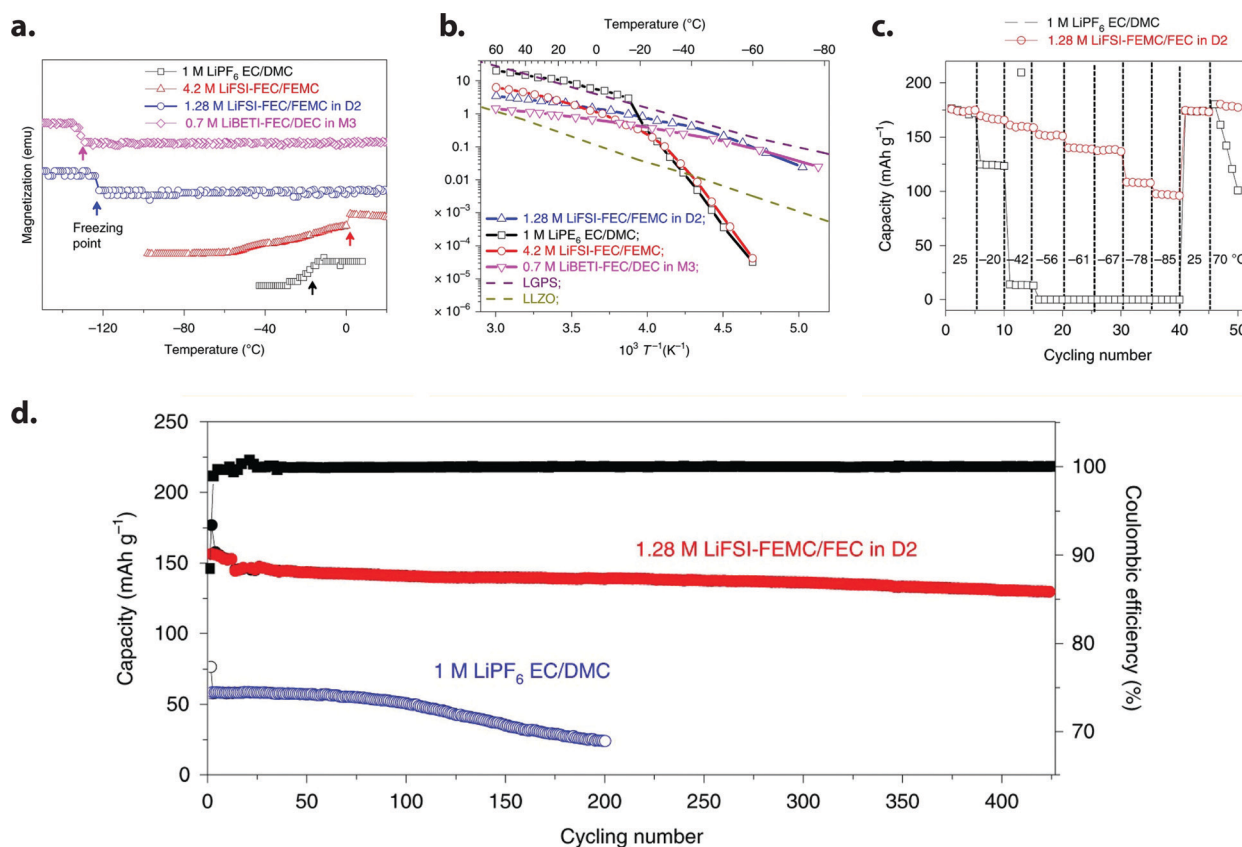 a.
1 M LiPF6 EC/DMC
4.2 M LiFSI-FEC/FEMC
1.28 M LiFSI-FEC/FEMC in D2
0.7 M LiBETI-FEC/DEC in M3
Magnetization (emu)
Freezing
point
−120 −80 −40 0
Temperature (°C)
b.
Temperature (°C)
60 40 20 0 −20 −40 −60 −80
10
1
0.1
0.01
× 10−3
× 10−4
× 10−5
× 10−6
1.28 M LiFSI-FEC/FEMC in D2;
1 M LiPE6 EC/DMC;
4.2 M LiFSI-FEC/FEMC;
0.7 M LiBETI-FEC/DEC in M3;
LGPS;
LLZO;
3.0 3.5 4.0 4.5 5.0
10³ T−1(K−1)
c.
1 M LiPF6 EC/DMC
1.28 M LiFSI-FEMC/FEC in D2
Capacity (mAh g−1)
200
150
100
50
0
25 −20 −42 −56 −61 −67 −78 −85 25 70 °C
0 10 20 30 40 50
Cycling number
d.
Capacity (mAh g−1)
250
200
150
100
50
0
1.28 M LiFSI-FEMC/FEC in D2
1 M LiPF6 EC/DMC
100
90
80
70
Coulombic efficiency (%)
0 50 100 150 200 250 300 350 400
Cycling number